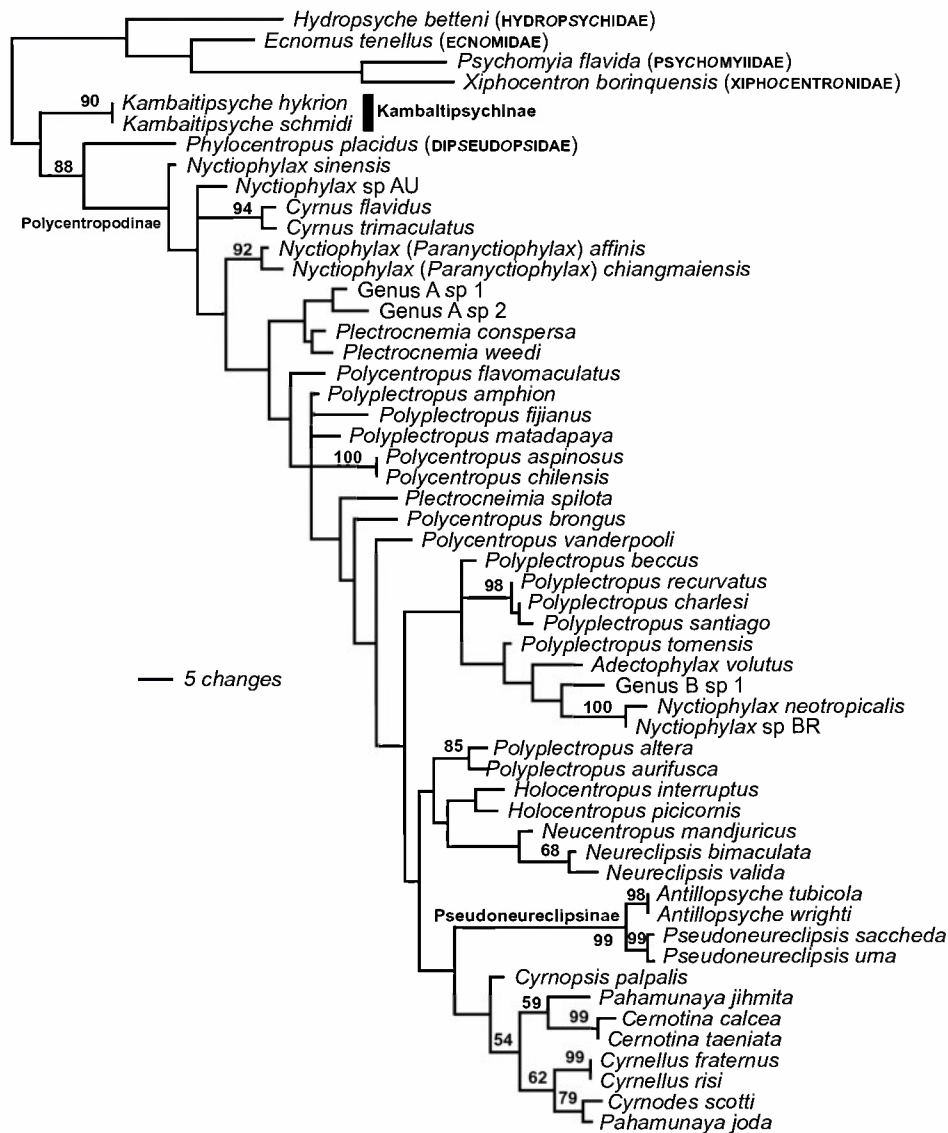 Hydropsyche betteni (HYDROPSYCHIDAE)
Ecnomus tenellus (ECNOMIDAE)
Psychomyia flavida (PSYCHOMYIIDAE)
Xiphocentron borinquensis (XIPHOCENTRONIDAE)
90 Kambaitipsyche hykrion
Kambaitipsyche schmidi
Kambaltipsychinae
Phylocentropus placidus (DIPSEUDOPSIDAE)
88 Nyctiophylax sinensis
Nyctiophylax sp AU
94 Cyrnus flavidus
Polycentropodinae
Cyrnus trimaculatus
92 Nyctiophylax (Paranyctiophylax) affinis
Nyctiophylax (Paranyctiophylax) chiangmaiensis
Genus A sp 1
Genus A sp 2
Plectrocnemia conspersa
Plectrocnemia weedi
Polycentropus flavomaculatus
Polyplectropus amphion
Polyplectropus fijianus
Polyplectropus matadapaya
100 Polycentropus aspinosus
Polycentropus chilensis
Plectrocneimia spilota
Polycentropus brongus
Polycentropus vanderpooli
Polyplectropus beccus
98 Polyplectropus recurvatus
Polyplectropus charlesi
Polyplectropus santiago
Polyplectropus tomensis
Adectophylax volutus
5 changes
Genus B sp 1
100 Nyctiophylax neotropicalis
Nyctiophylax sp BR
85 Polyplectropus altera
Polyplectropus aurifusca
Holocentropus interruptus
Holocentropus picicornis
Neucentropus mandjuricus
68 Neureclipsis bimaculata
Neureclipsis valida
98 Antillopsyche tubicola
Pseudoneureclipsinae
Antillopsyche wrighti
99 99 Pseudoneureclipsis saccheda
Pseudoneureclipsis uma
Cyrnopsis palpalis
59 Pahamunaya jihmita
99 Cernotina calcea
54 Cernotina taeniata
99 Cyrnellus fraternus
62 Cyrnellus risi
79 Cyrnodes scotti
Pahamunaya joda